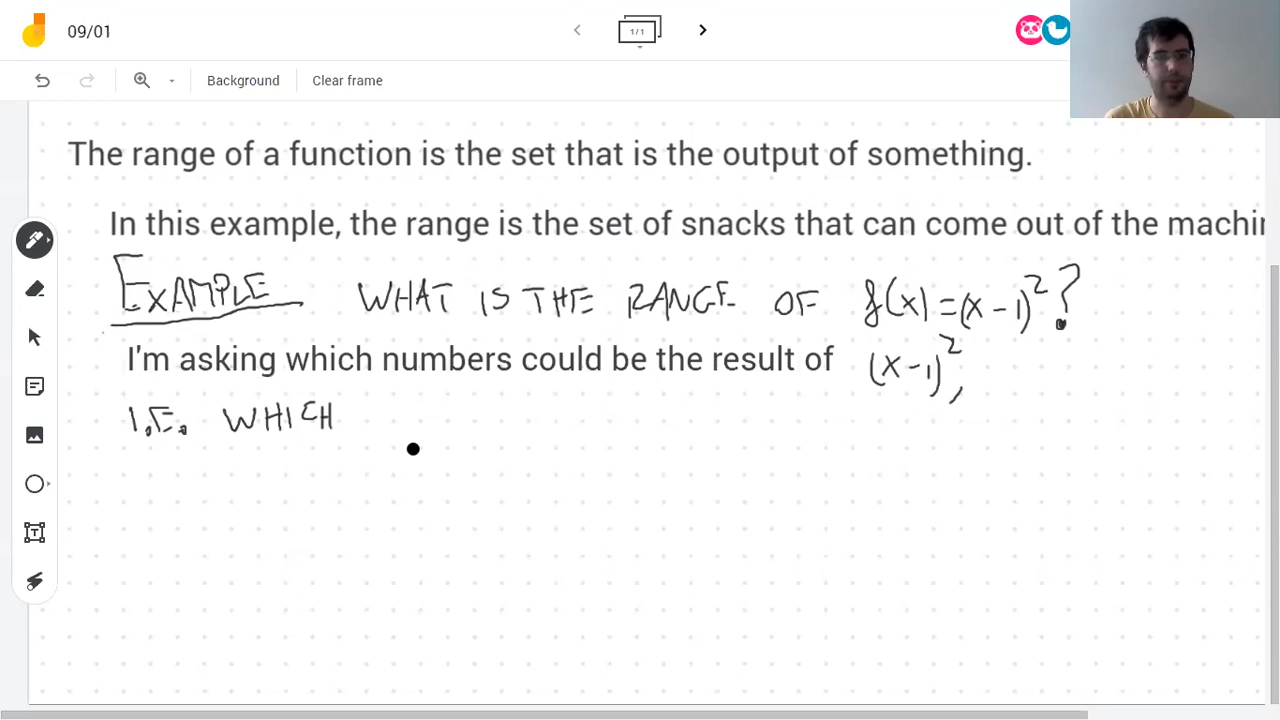 09/01
1/1
Background
Clear frame
The range of a function is the set that is the output of something.
In this example, the range is the set of snacks that can come out of the machin
EXAMPLE WHAT IS THE RANGE OF f(x)=(x-1)²?
I'm asking which numbers could be the result of (x-1)²,
I.E. WHICH